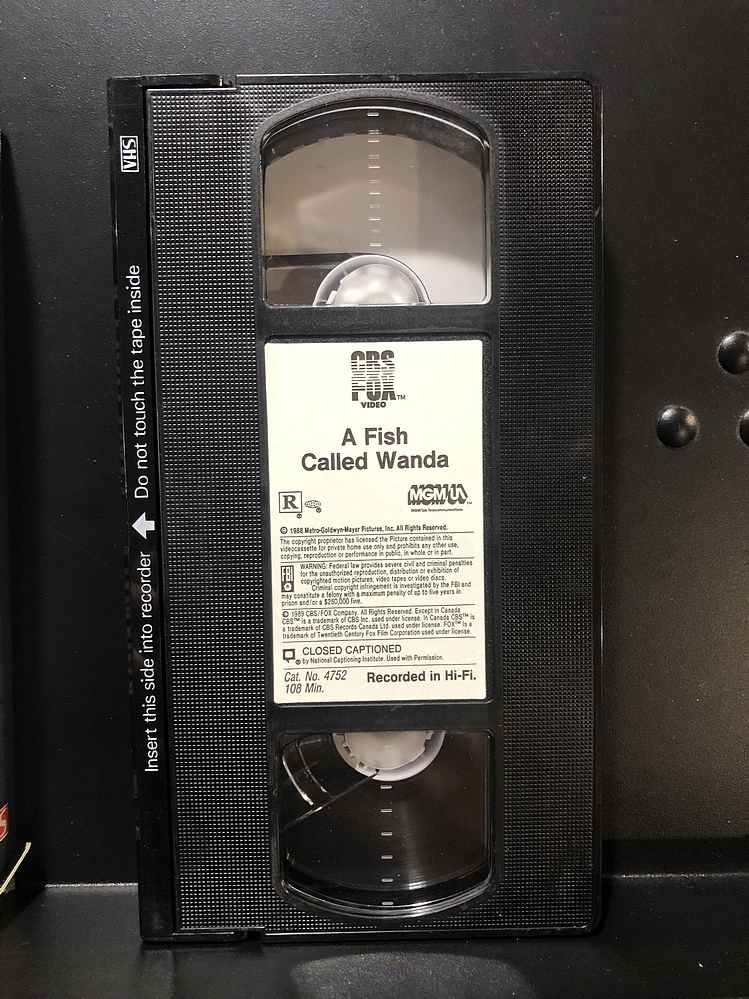 VHS
Insert this side into recorder Do not touch the tape inside
CBS
FOX
VIDEO™
A Fish
Called Wanda
R ®
MGM/UA™
MGM/UA Telecommunications
© 1988 Metro-Goldwyn-Mayer Pictures, Inc. All Rights Reserved.
The copyright proprietor has licensed the Picture contained in this
videocassette for private home use only and prohibits any other use,
copying, reproduction or performance in public, in whole or in part.
FBI
WARNING: Federal law provides severe civil and criminal penalties
for the unauthorized reproduction, distribution or exhibition of
copyrighted motion pictures, video tapes or video discs.
Criminal copyright infringement is investigated by the FBI and
may constitute a felony with a maximum penalty of up to five years in
prison and/or a $250,000 fine.
© 1989 CBS/FOX Company. All Rights Reserved. Except in Canada
CBS™ is a trademark of CBS Inc. used under license. In Canada CBS™ is
a trademark of CBS Records Canada Ltd. used under license. FOX™ is a
trademark of Twentieth Century Fox Film Corporation used under license.
CLOSED CAPTIONED
® by National Captioning Institute. Used with Permission.
Cat. No. 4752 Recorded in Hi-Fi.
108 Min.